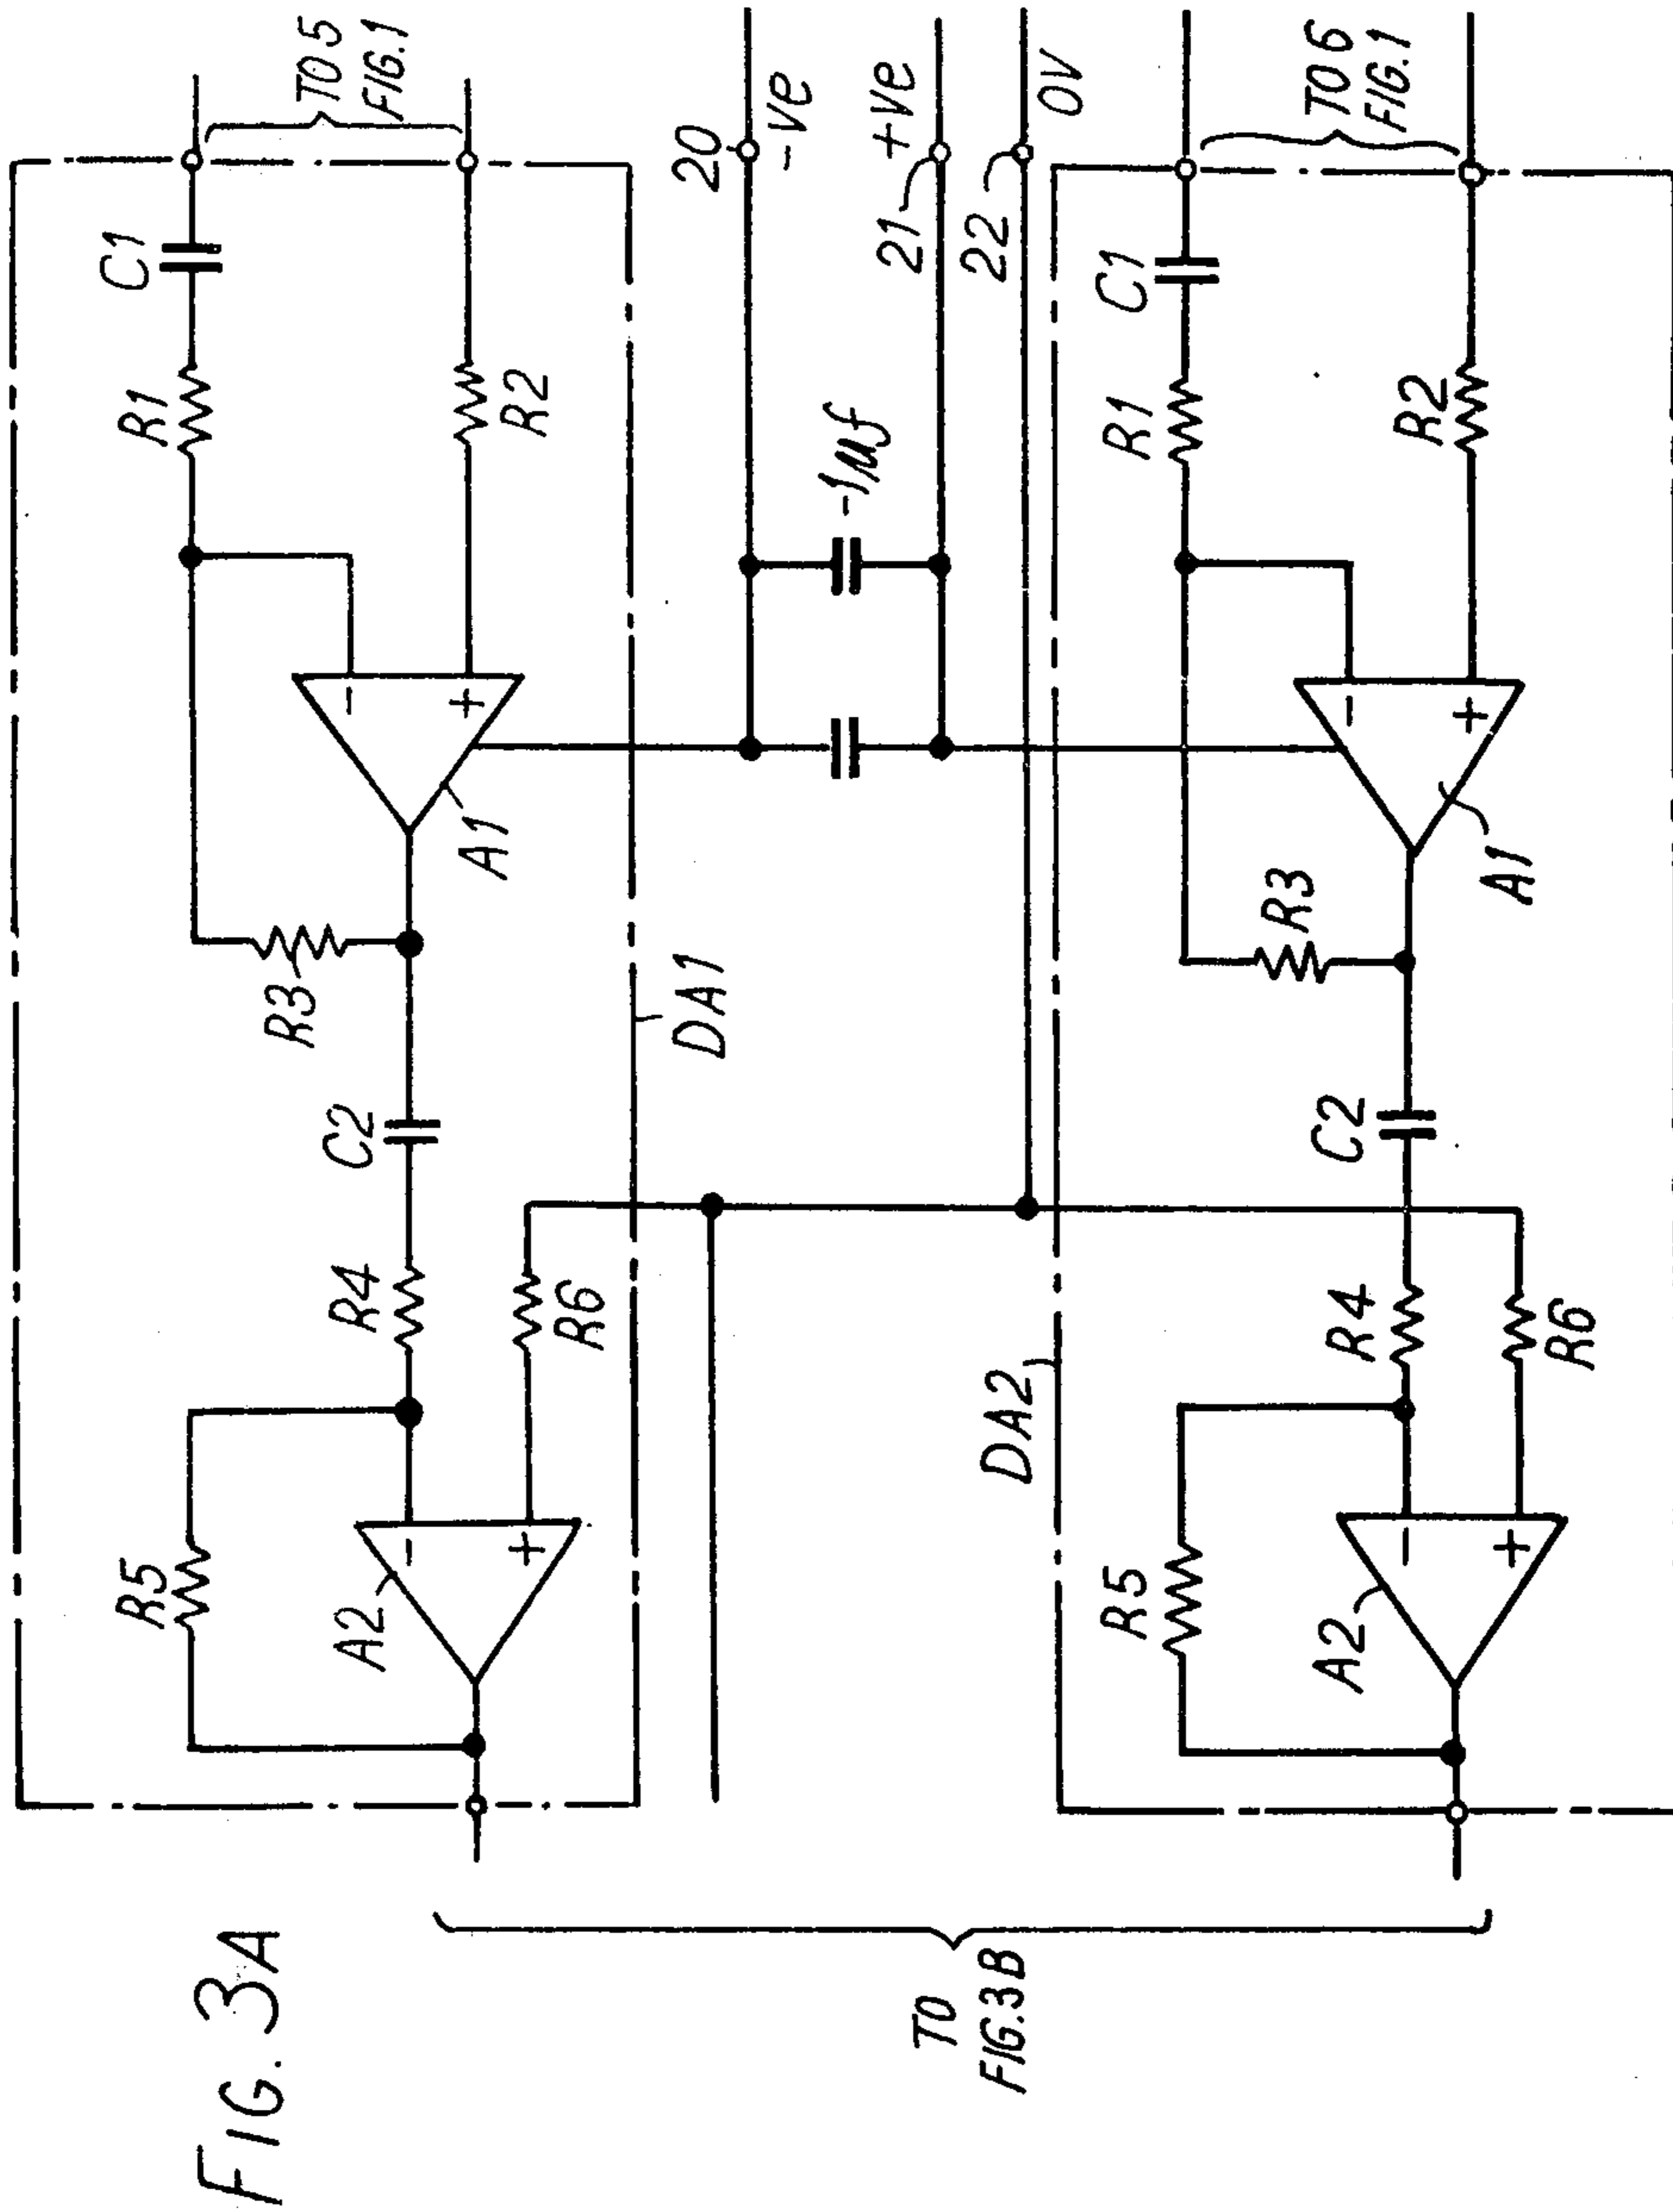 FIG. 3A
TO 5
FIG.1
C1
R1
R2
-
+
A1
R3
C2
R4
R5
R6
-
+
A2
DA1
20
-ve
21
+ve
22
0V
-1µf
TO 6
FIG.1
C1
R1
R2
-
+
A1
R3
C2
R4
R5
R6
-
+
A2
DA2
TO
FIG.3B